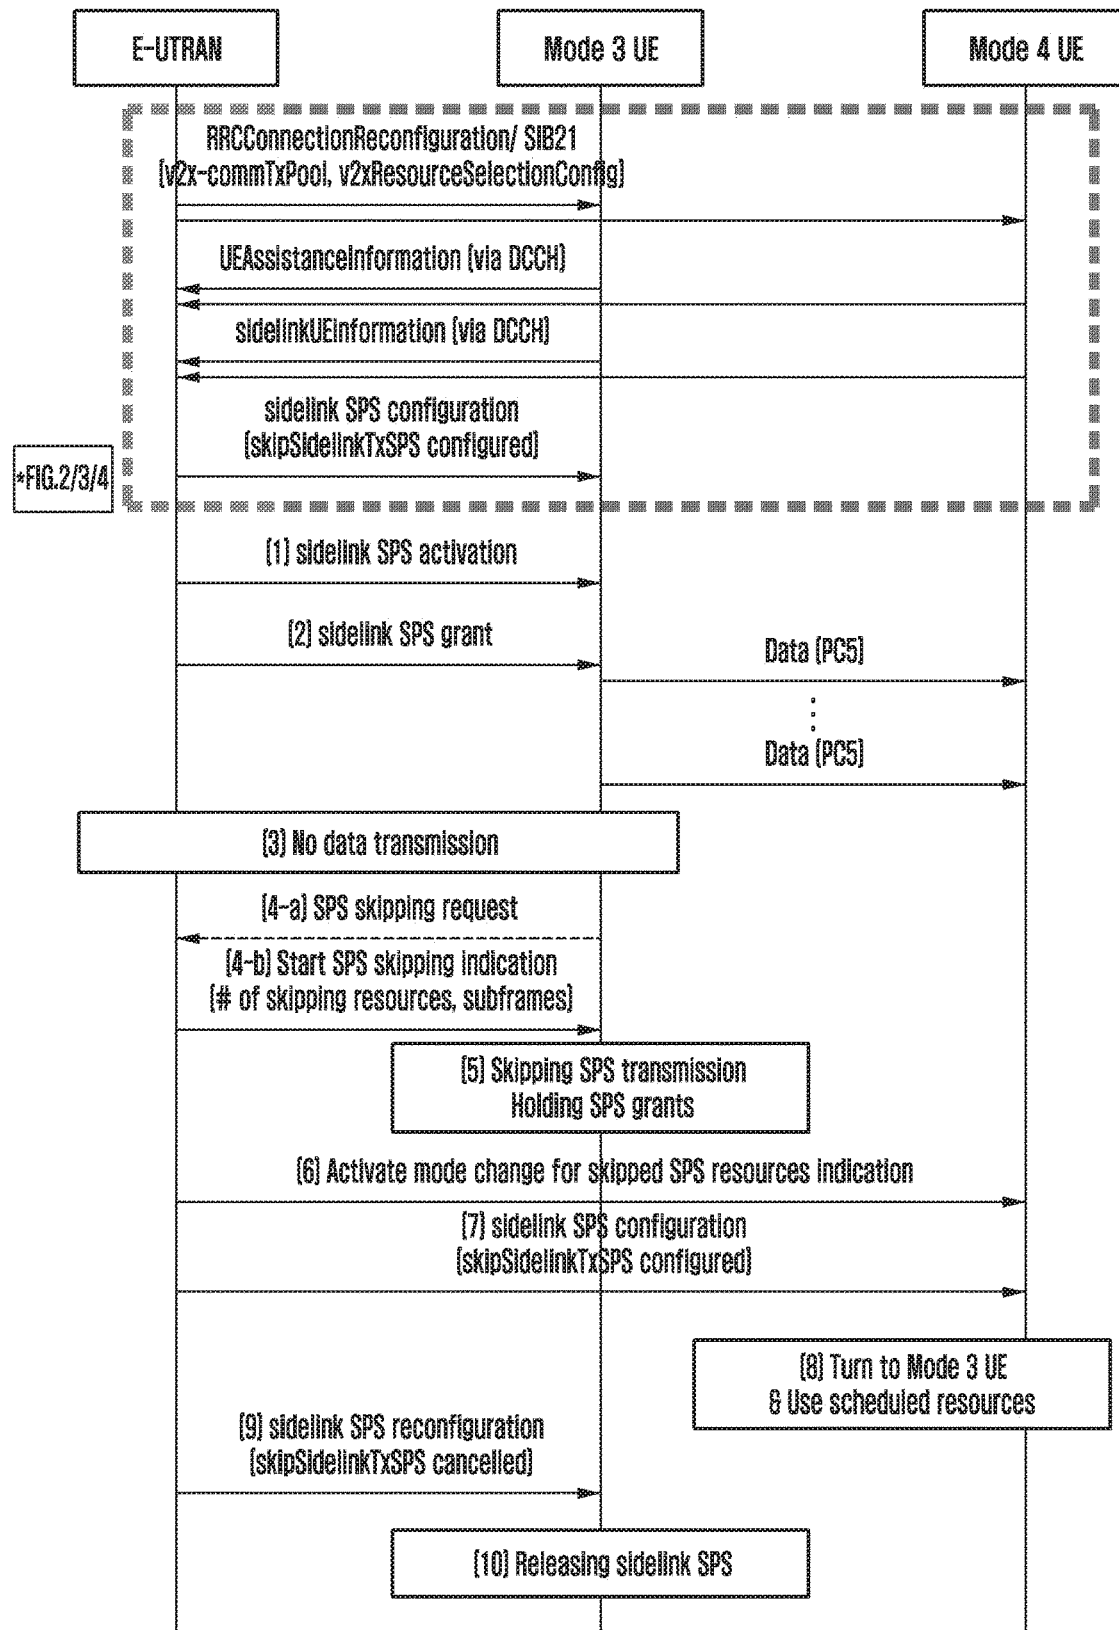 E-UTRAN
Mode 3 UE
Mode 4 UE
RRCConnectionReconfiguration/ SIB21
(v2x-commTxPool, v2xResourceSelectionConfig)
UEAssistanceInformation (via DCCH)
sidelinkUEInformation (via DCCH)
sidelink SPS configuration
(skipSidelinkTxSPS configured)
*FIG.2/3/4
(1) sidelink SPS activation
(2) sidelink SPS grant
Data (PC5)
Data (PC5)
(3) No data transmission
(4-a) SPS skipping request
(4-b) Start SPS skipping indication
(# of skipping resources, subframes)
(5) Skipping SPS transmission
Holding SPS grants
(6) Activate mode change for skipped SPS resources indication
(7) sidelink SPS configuration
(skipSidelinkTxSPS configured)
(8) Turn to Mode 3 UE
& Use scheduled resources
(9) sidelink SPS reconfiguration
(skipSidelinkTxSPS cancelled)
(10) Releasing sidelink SPS